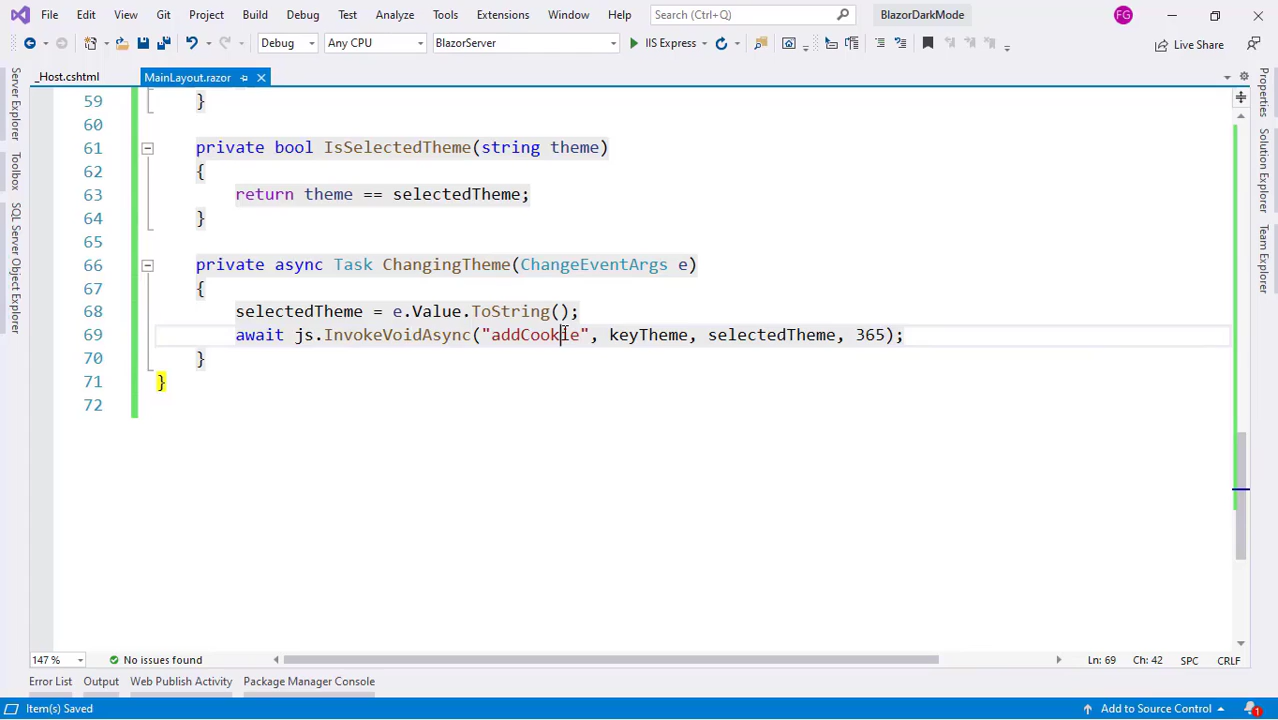 File Edit View Git Project Build Debug Test Analyze Tools Extensions Window Help Search (Ctrl+Q) BlazorDarkMode FG
Debug Any CPU BlazorServer IIS Express Live Share
_Host.cshtml MainLayout.razor
Server Explorer
Toolbox
SQL Server Object Explorer
Properties
Solution Explorer
Team Explorer
59 }
60
61 private bool IsSelectedTheme(string theme)
62 {
63 return theme == selectedTheme;
64 }
65
66 private async Task ChangingTheme(ChangeEventArgs e)
67 {
68 selectedTheme = e.Value.ToString();
69 await js.InvokeVoidAsync("addCookie", keyTheme, selectedTheme, 365);
70 }
71 }
72
147 % No issues found Ln: 69 Ch: 42 SPC CRLF
Error List Output Web Publish Activity Package Manager Console
Item(s) Saved Add to Source Control 1